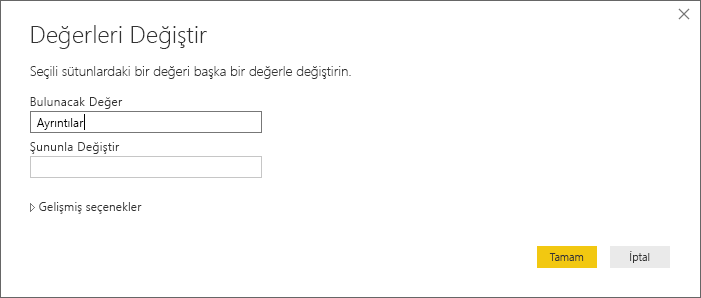 Değerleri Değiştir
Seçili sütunlardaki bir değeri başka bir değerle değiştirin.
Bulunacak Değer
Ayrıntılar
Şununla Değiştir
Gelişmiş seçenekler
Tamam İptal